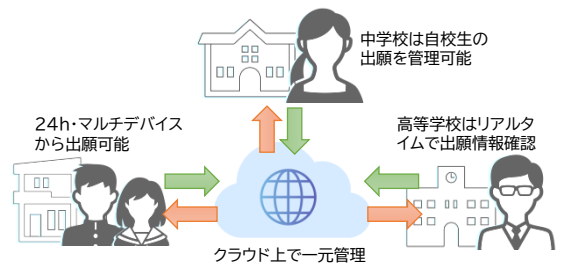 中学校は自校生の
出願を管理可能
24h・マルチデバイス
から出願可能
高等学校はリアルタ
イムで出願情報確認
クラウド上で一元管理